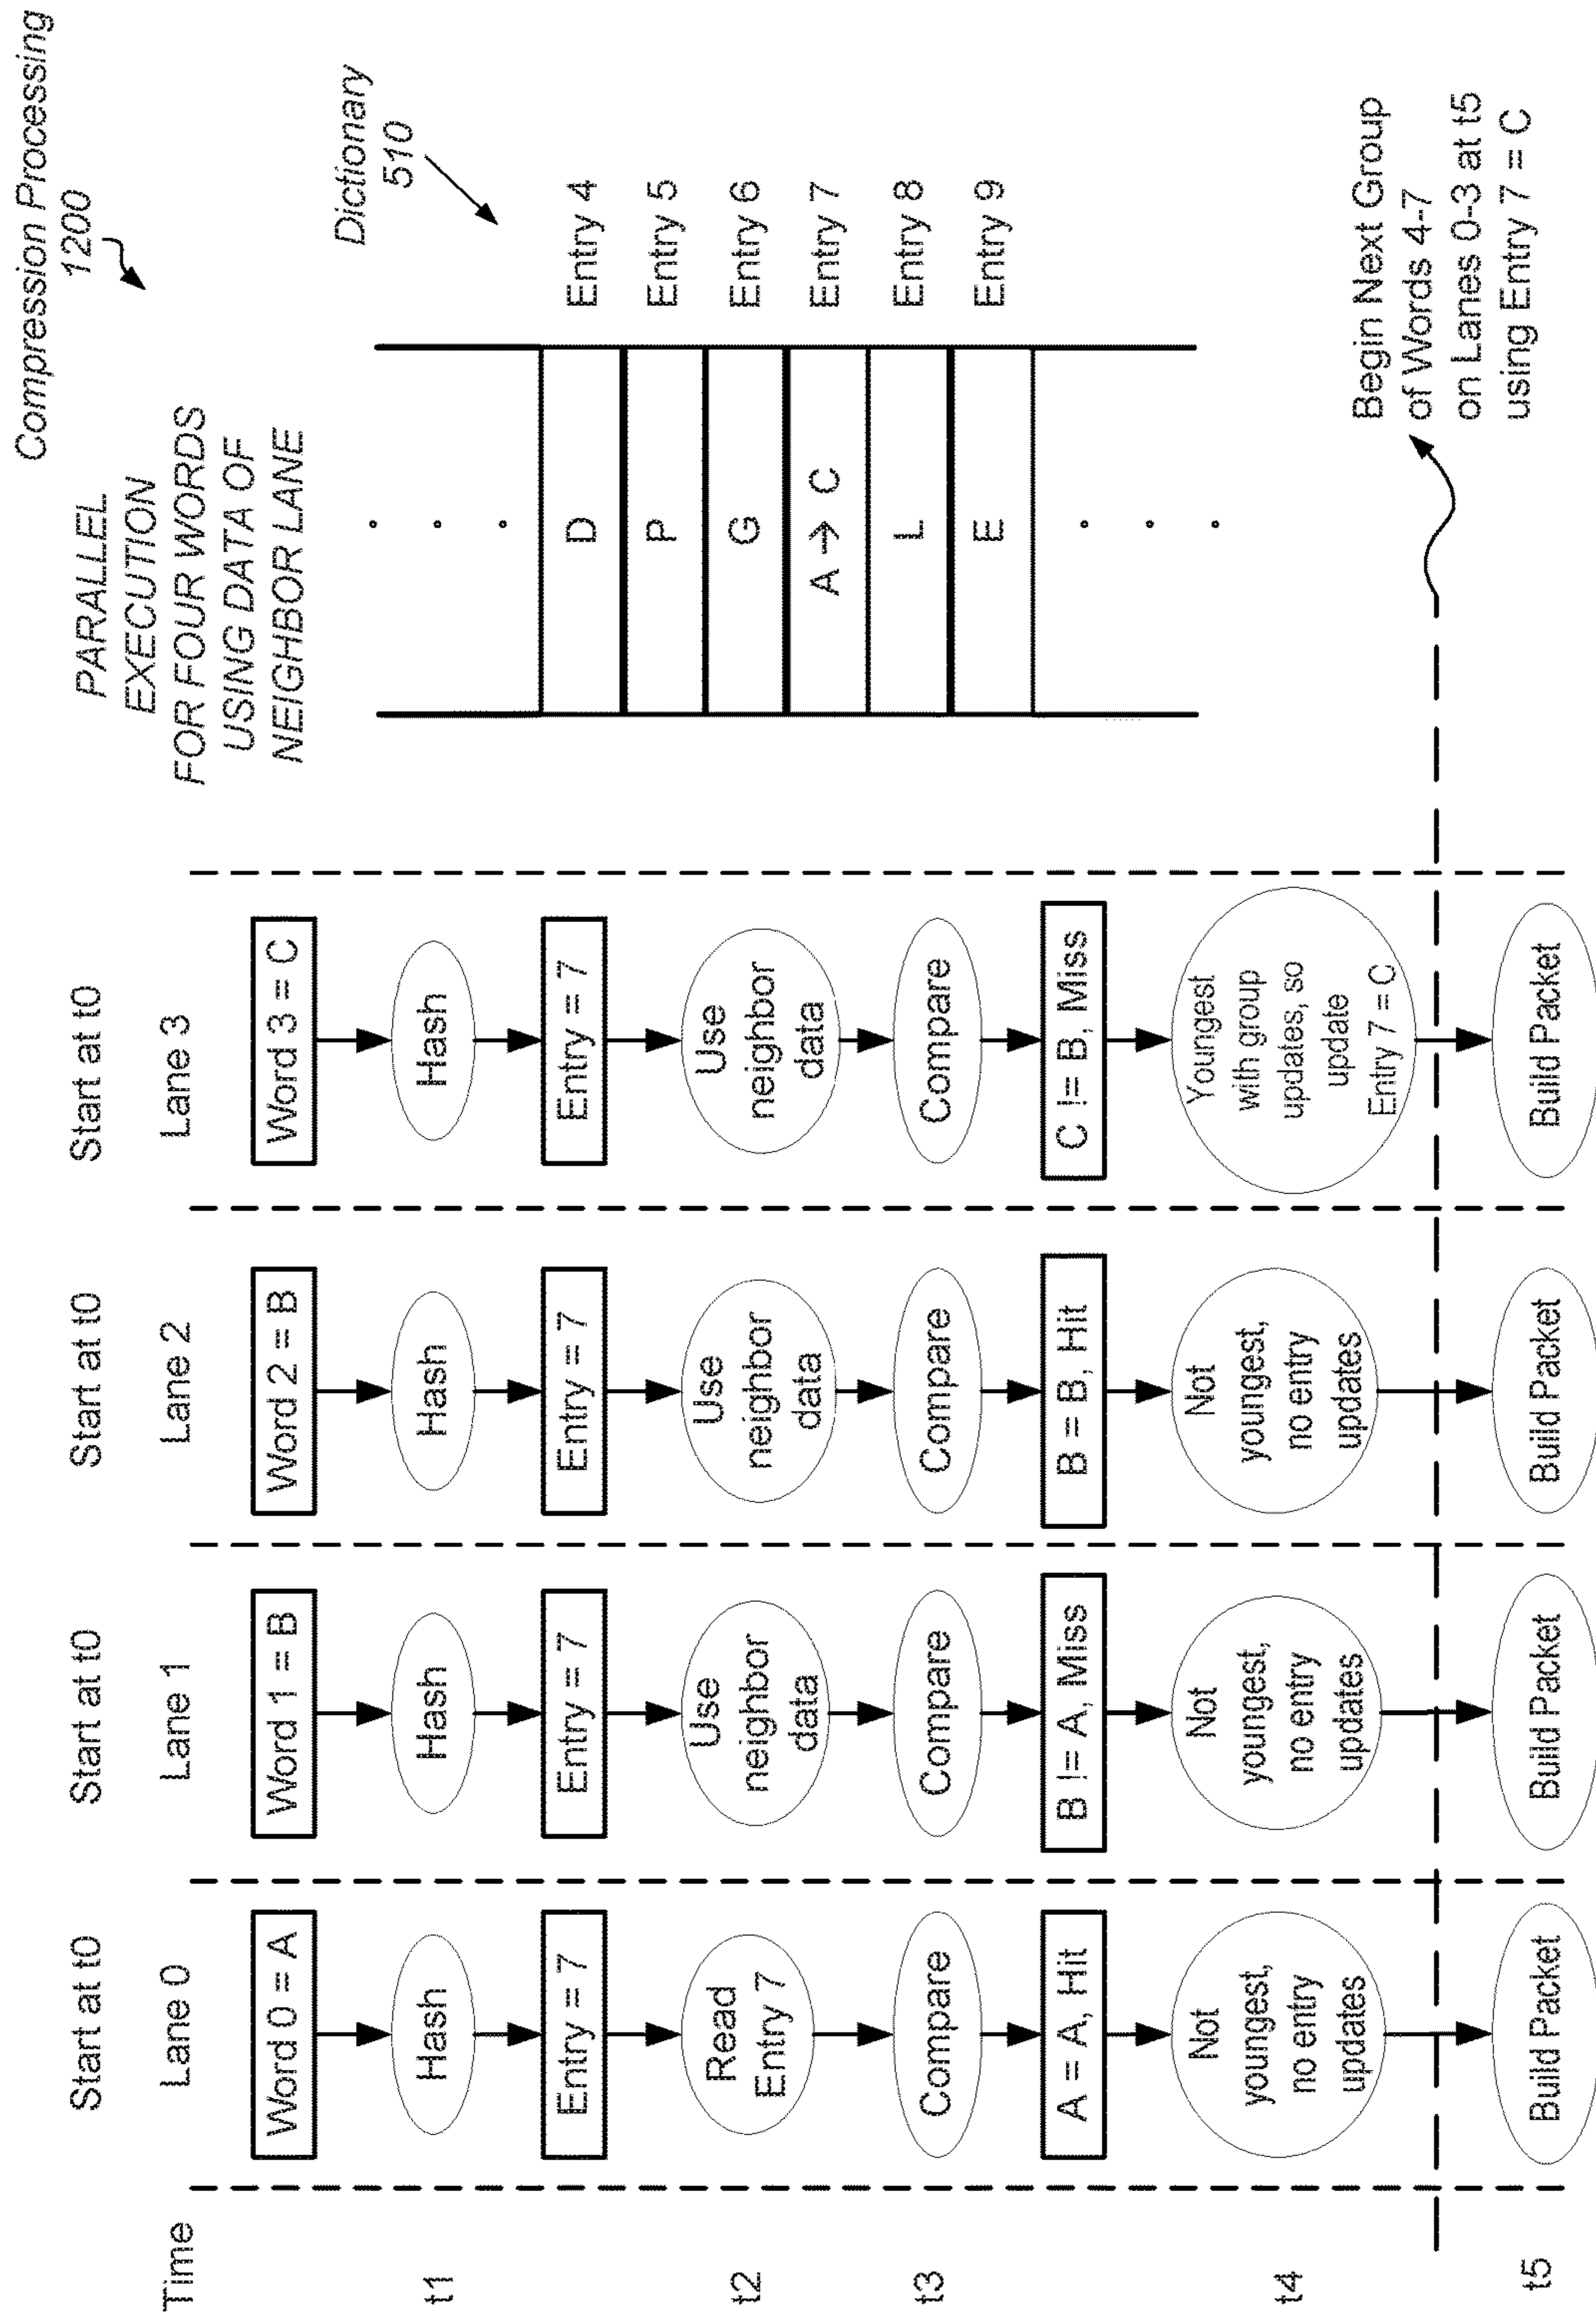 Compression Processing
1200
PARALLEL
EXECUTION
FOR FOUR WORDS
USING DATA OF
NEIGHBOR LANE
Dictionary
510
Start at t0
Start at t0
Start at t0
Start at t0
Time
Lane 0
Lane 1
Lane 2
Lane 3
Word 0 = A
Word 1 = B
Word 2 = B
Word 3 = C
t1
Hash
Hash
Hash
Hash
Entry = 7
Entry = 7
Entry = 7
Entry = 7
t2
Read
Entry 7
Use
neighbor
data
Use
neighbor
data
Use
neighbor
data
t3
Compare
Compare
Compare
Compare
A = A, Hit
B != A, Miss
B = B, Hit
C != B, Miss
t4
Not
youngest,
no entry
updates
Not
youngest,
no entry
updates
Not
youngest,
no entry
updates
Youngest
with group
updates, so
update
Entry 7 = C
t5
Build Packet
Build Packet
Build Packet
Build Packet
D
Entry 4
P
Entry 5
G
Entry 6
A → C
Entry 7
L
Entry 8
E
Entry 9
Begin Next Group
of Words 4-7
on Lanes 0-3 at t5
using Entry 7 = C